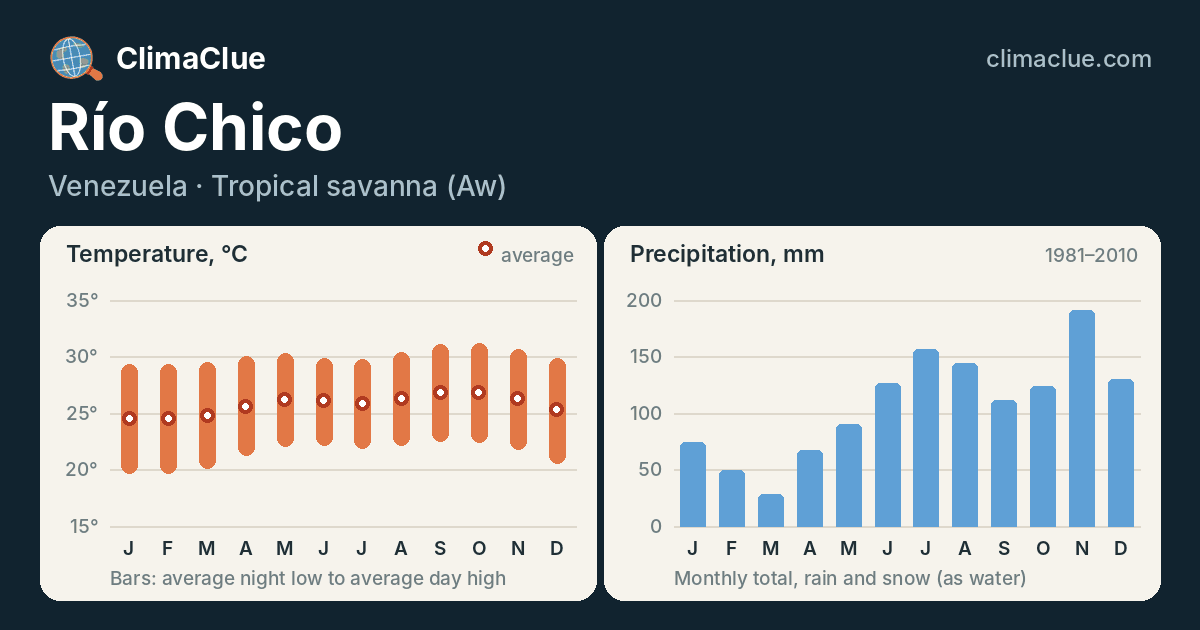 ClimaClue
climaclue.com
Río Chico
Venezuela · Tropical savanna (Aw)
Temperature, °C
average
35°
30°
25°
20°
15°
J F M A M J J A S O N D
Bars: average night low to average day high
Precipitation, mm
1981–2010
200
150
100
50
0
J F M A M J J A S O N D
Monthly total, rain and snow (as water)